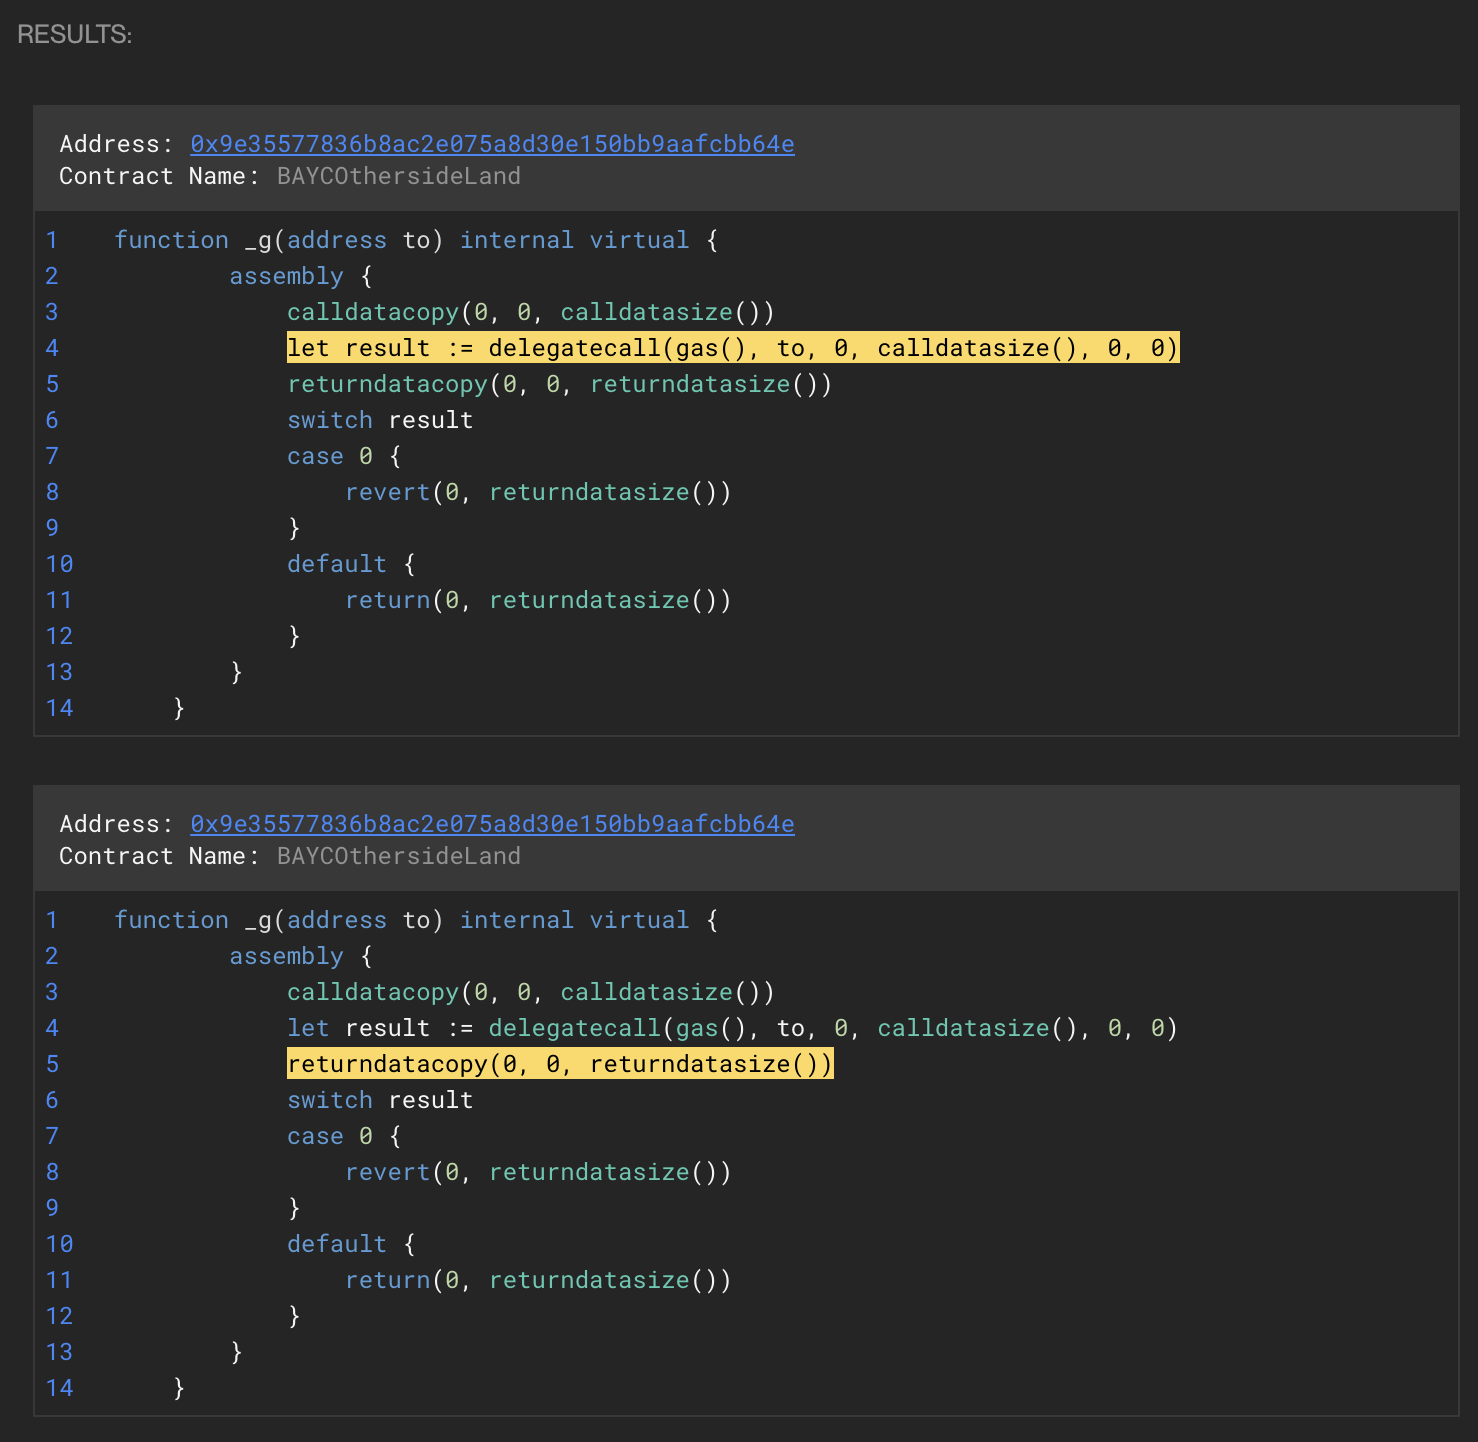 RESULTS:
Address: 0x9e35577836b8ac2e075a8d30e150bb9aafcbb64e
Contract Name: BAYCOthersideLand
1 function _g(address to) internal virtual {
2 assembly {
3 calldatacopy(0, 0, calldatasize())
4 let result := delegatecall(gas(), to, 0, calldatasize(), 0, 0)
5 returndatacopy(0, 0, returndatasize())
6 switch result
7 case 0 {
8 revert(0, returndatasize())
9 }
10 default {
11 return(0, returndatasize())
12 }
13 }
14 }
Address: 0x9e35577836b8ac2e075a8d30e150bb9aafcbb64e
Contract Name: BAYCOthersideLand
1 function _g(address to) internal virtual {
2 assembly {
3 calldatacopy(0, 0, calldatasize())
4 let result := delegatecall(gas(), to, 0, calldatasize(), 0, 0)
5 returndatacopy(0, 0, returndatasize())
6 switch result
7 case 0 {
8 revert(0, returndatasize())
9 }
10 default {
11 return(0, returndatasize())
12 }
13 }
14 }